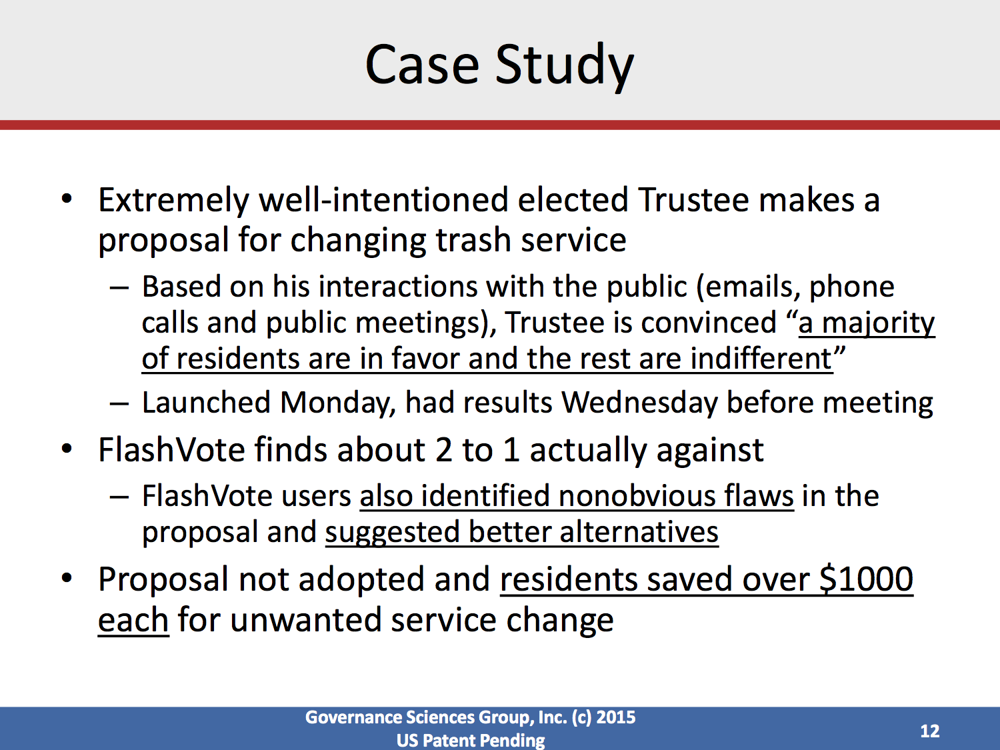 Case Study
• Extremely well-intentioned elected Trustee makes a
proposal for changing trash service
– Based on his interactions with the public (emails, phone
calls and public meetings), Trustee is convinced “a majority
of residents are in favor and the rest are indifferent”
– Launched Monday, had results Wednesday before meeting
• FlashVote finds about 2 to 1 actually against
– FlashVote users also identified nonobvious flaws in the
proposal and suggested better alternatives
• Proposal not adopted and residents saved over $1000
each for unwanted service change
Governance Sciences Group, Inc. (c) 2015
US Patent Pending
12